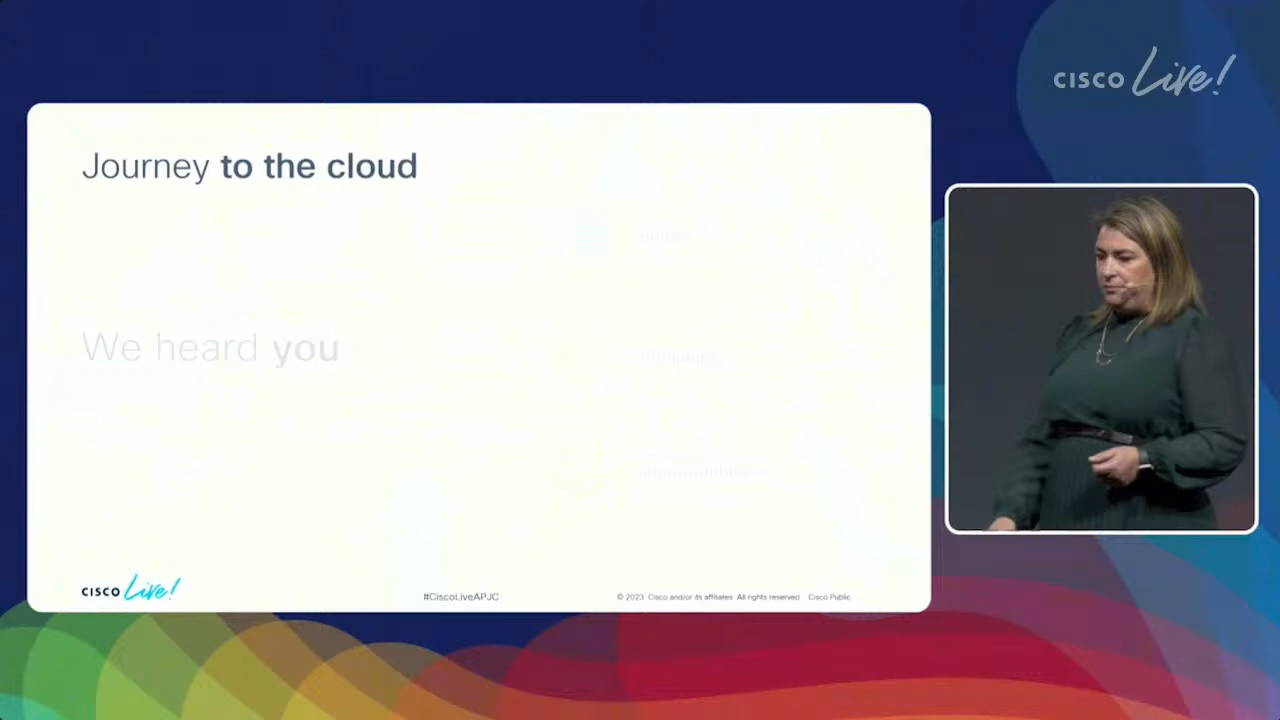 CISCO Live!
Journey to the cloud
We heard you
CISCO Live!
#CiscoLiveAPJC
© 2023 Cisco and/or its affiliates. All rights reserved. Cisco Public